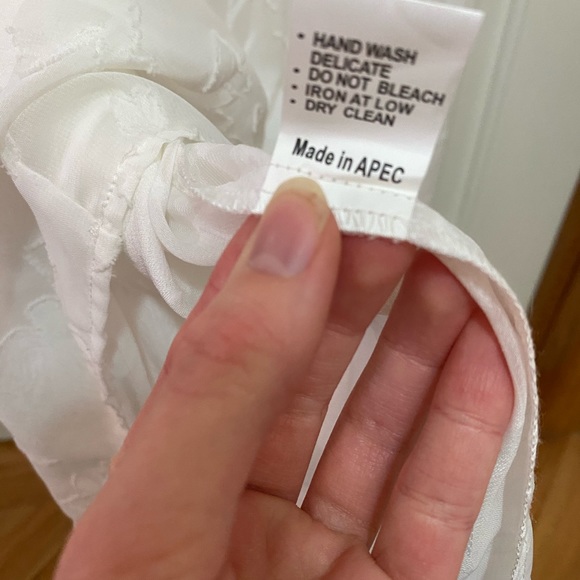 • HAND WASH
DELICATE
• DO NOT BLEACH
• IRON AT LOW
• DRY CLEAN
Made in APEC